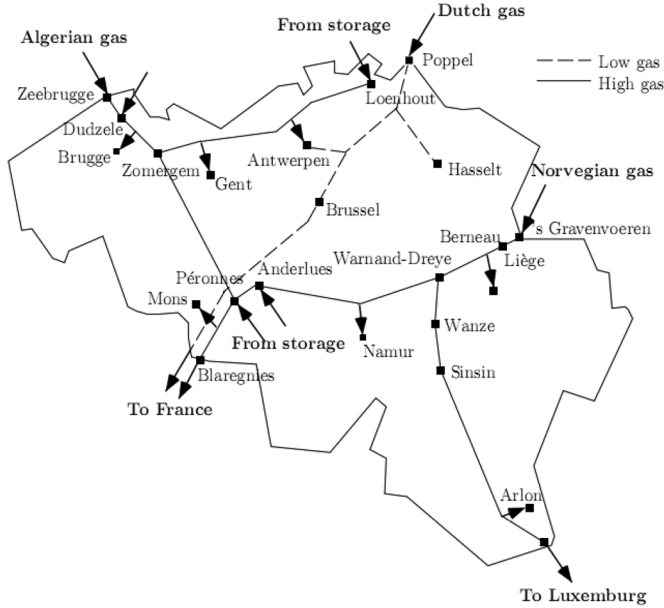 Dutch gas
From storage
Algerian gas
Poppel
Low gas
High gas
Zeebrugge
Loenhout
Dudzele
Brugge
Zomergem
Antwerpen
Gent
Hasselt
Norvegian gas
Brussel
's Gravenvoeren
Berneau
Warnand-Dreye
Liège
Péronnes
Anderlues
Mons
Wanze
From storage
Namur
Blaregnies
Sinsin
To France
Arlon
To Luxemburg